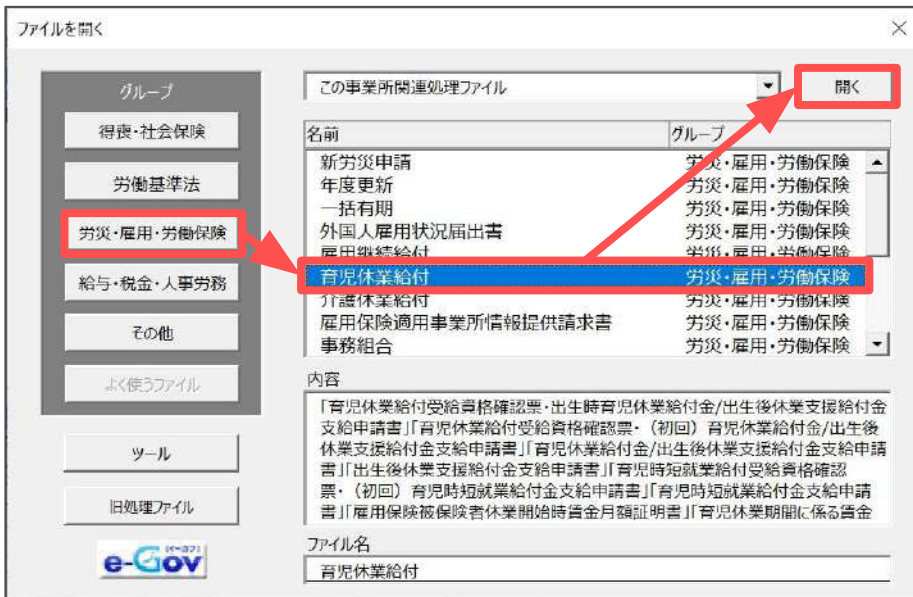 ファイルを開く
グループ
得喪・社会保険
労働基準法
労災・雇用・労働保険
給与・税金・人事労務
その他
よく使うファイル
ツール
旧処理ファイル
e-Gov
この事業所関連処理ファイル
開く
名前 グループ
新労災申請 労災・雇用・労働保険
年度更新 労災・雇用・労働保険
一括有期 労災・雇用・労働保険
外国人雇用状況届出書 労災・雇用・労働保険
雇用継続給付 労災・雇用・労働保険
育児休業給付 労災・雇用・労働保険
介護休業給付 労災・雇用・労働保険
雇用保険適用事業所情報提供請求書 労災・雇用・労働保険
事務組合 労災・雇用・労働保険
内容
「育児休業給付受給資格確認票・出生時育児休業給付金/出生後休業支援給付金
支給申請書」「育児休業給付受給資格確認票・（初回）育児休業給付金/出生後
休業支援給付金支給申請書」「育児休業給付金/出生後休業支援給付金支給申請
書」「出生後休業支援給付金支給申請書」「育児時短就業給付受給資格確認
票・（初回）育児時短就業給付金支給申請書」「育児時短就業給付金支給申請
書」「雇用保険被保険者休業開始時賃金月額証明書」「育児休業期間に係る賃金
ファイル名
育児休業給付